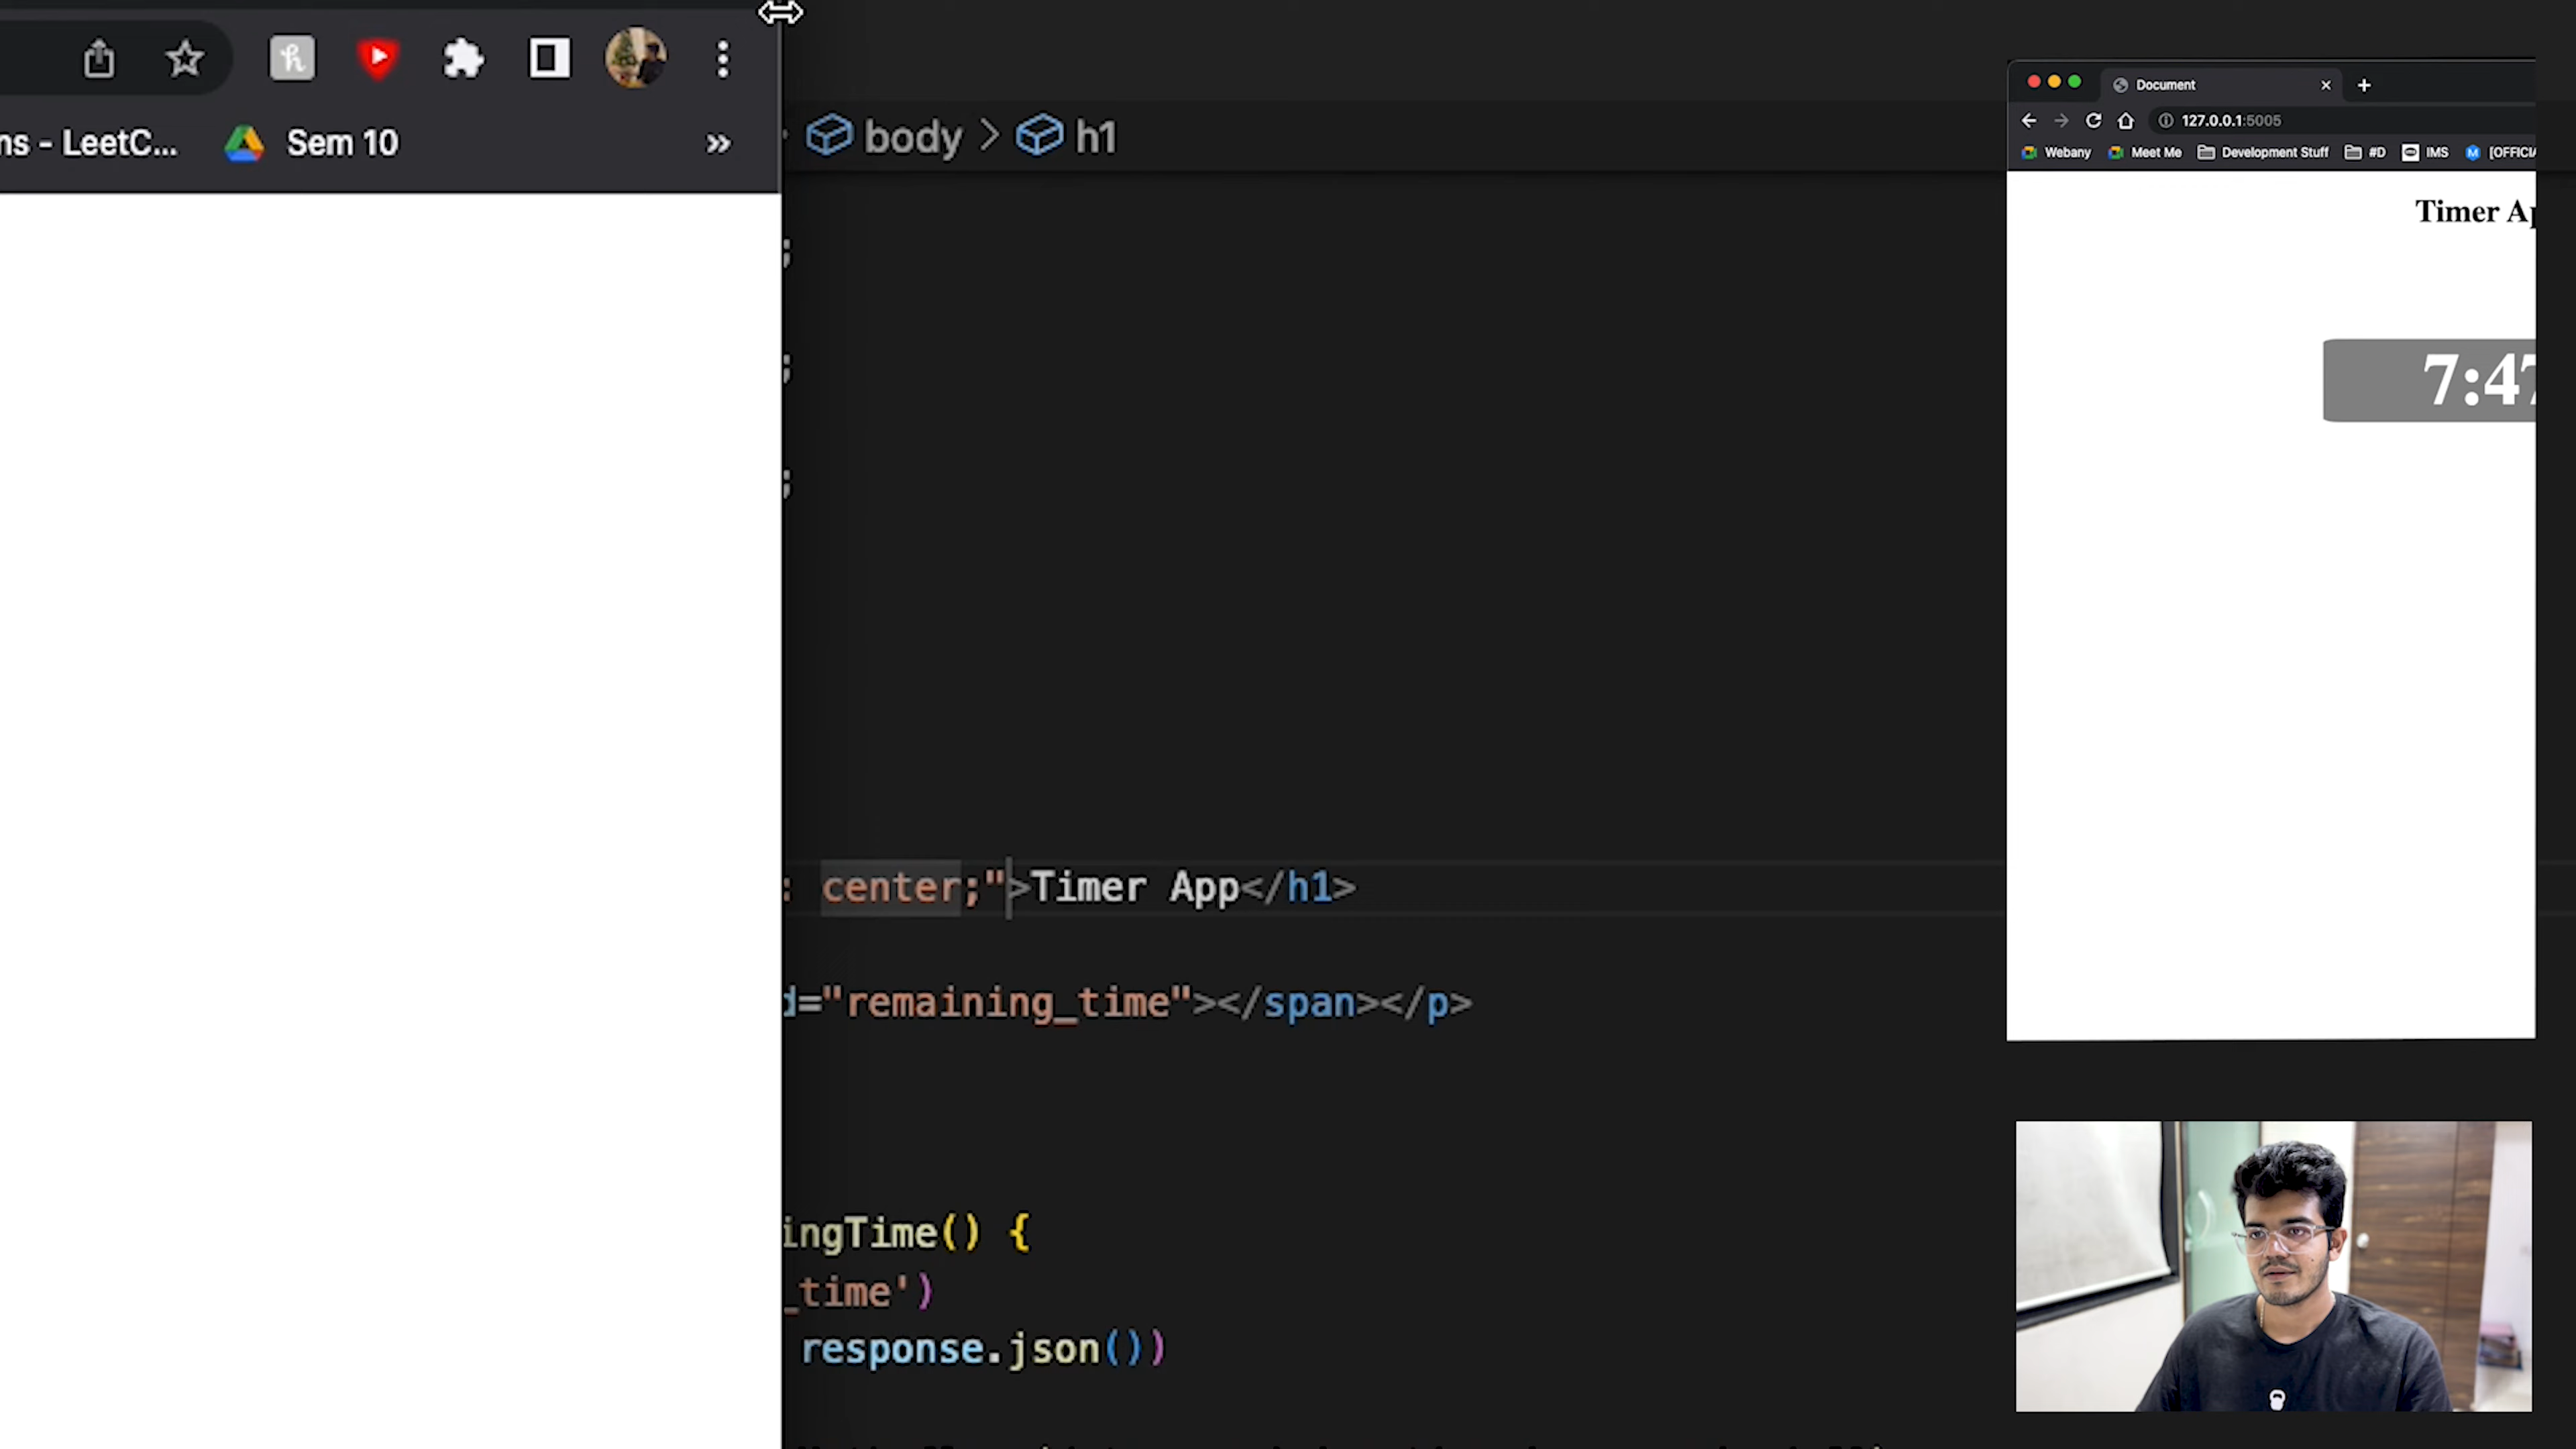 ns - LeetC...
Sem 10
»
body > h1
;
;
;
: center;">Timer App</h1>
d="remaining_time"></span></p>
ingTime() {
_time')
response.json())
Document
127.0.0.1:5005
Webany
Meet Me
Development Stuff
#D
IMS
[OFFICIA
Timer Ap
7:47